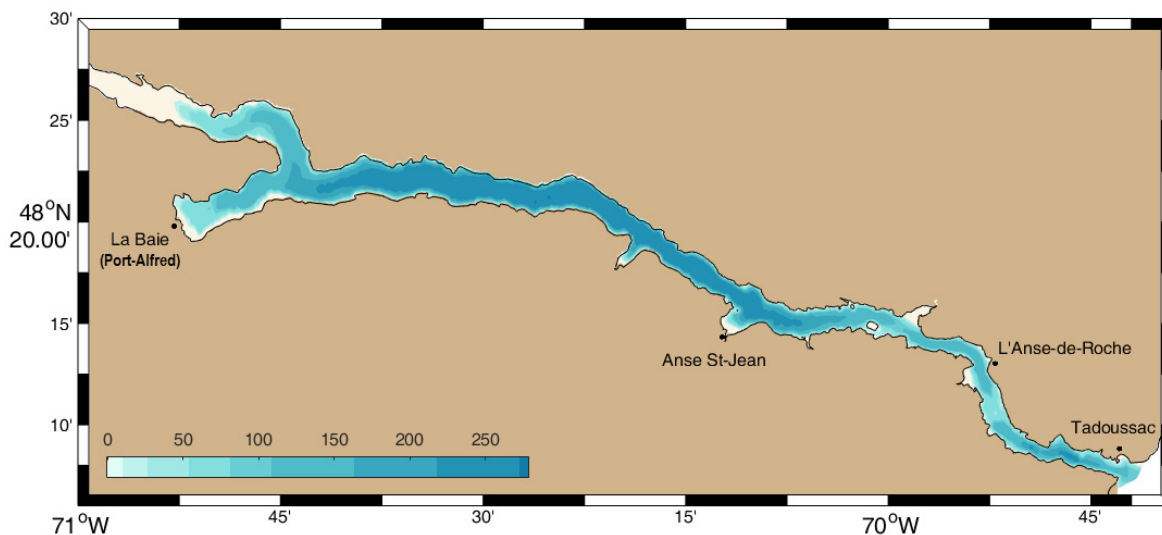 30'
25'
48°N
20.00'
La Baie
(Port-Alfred)
15'
Anse St-Jean
L'Anse-de-Roche
10'
Tadoussac
0 50 100 150 200 250
71°W 45' 30' 15' 70°W 45'